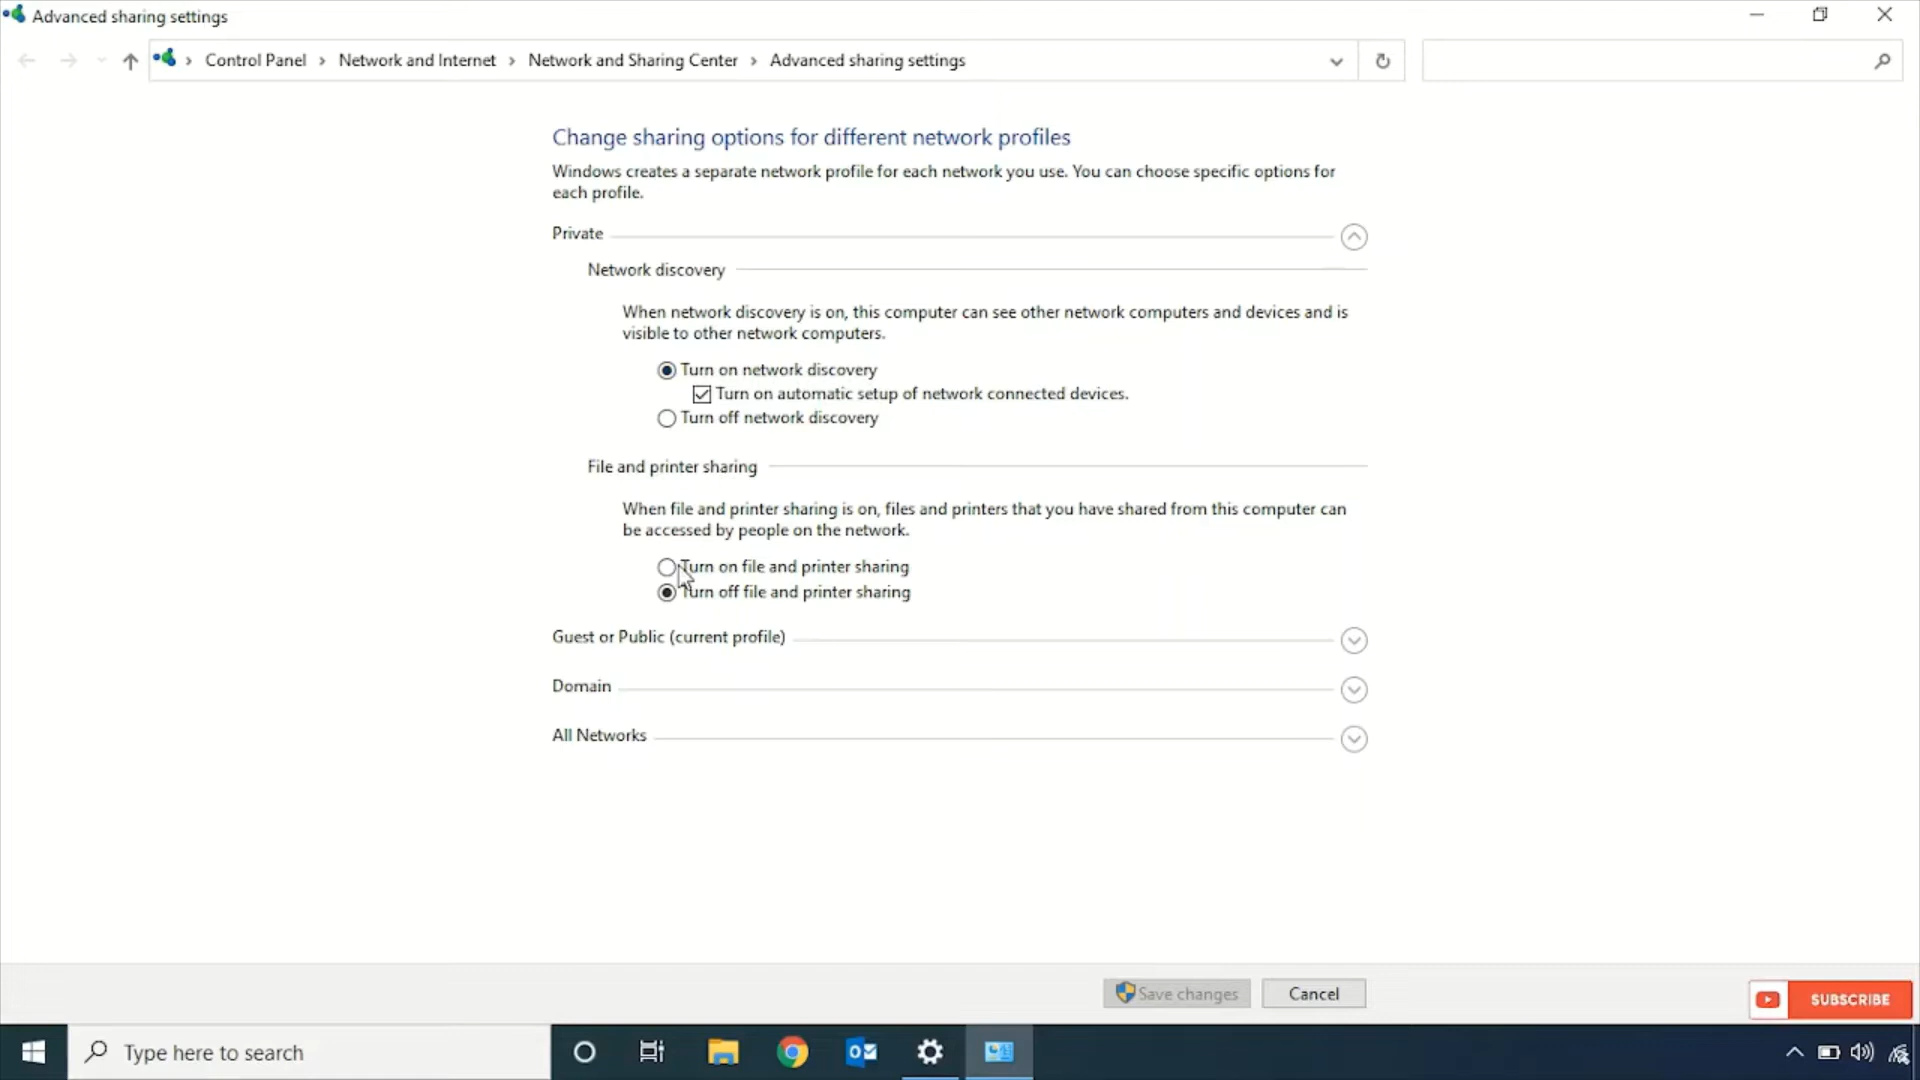 Advanced sharing settings
Control Panel > Network and Internet > Network and Sharing Center > Advanced sharing settings
Change sharing options for different network profiles
Windows creates a separate network profile for each network you use. You can choose specific options for
each profile.
Private
Network discovery
When network discovery is on, this computer can see other network computers and devices and is
visible to other network computers.
Turn on network discovery
Turn on automatic setup of network connected devices.
Turn off network discovery
File and printer sharing
When file and printer sharing is on, files and printers that you have shared from this computer can
be accessed by people on the network.
Turn on file and printer sharing
Turn off file and printer sharing
Guest or Public (current profile)
Domain
All Networks
Save changes
Cancel
SUBSCRIBE
Type here to search